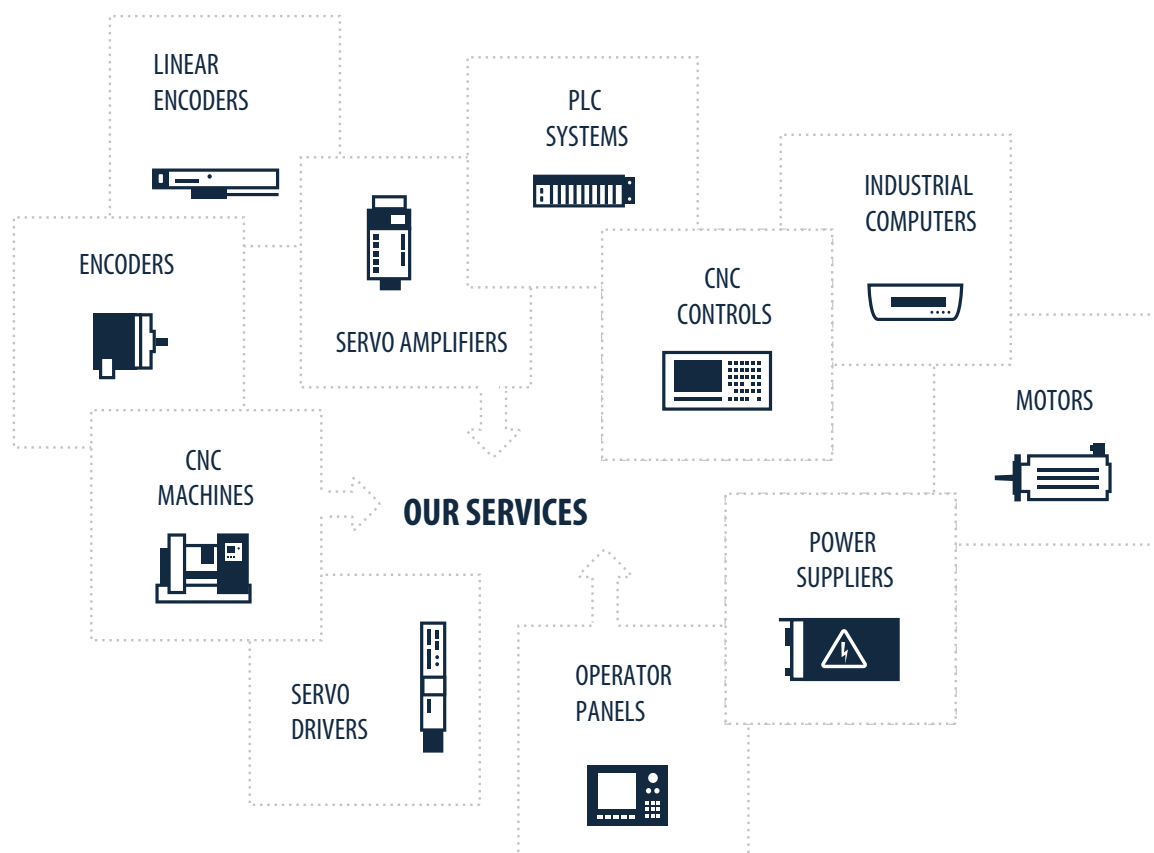 LINEAR
ENCODERS
PLC
SYSTEMS
INDUSTRIAL
COMPUTERS
ENCODERS
SERVO AMPLIFIERS
CNC
CONTROLS
MOTORS
CNC
MACHINES
OUR SERVICES
POWER
SUPPLIERS
SERVO
DRIVERS
OPERATOR
PANELS